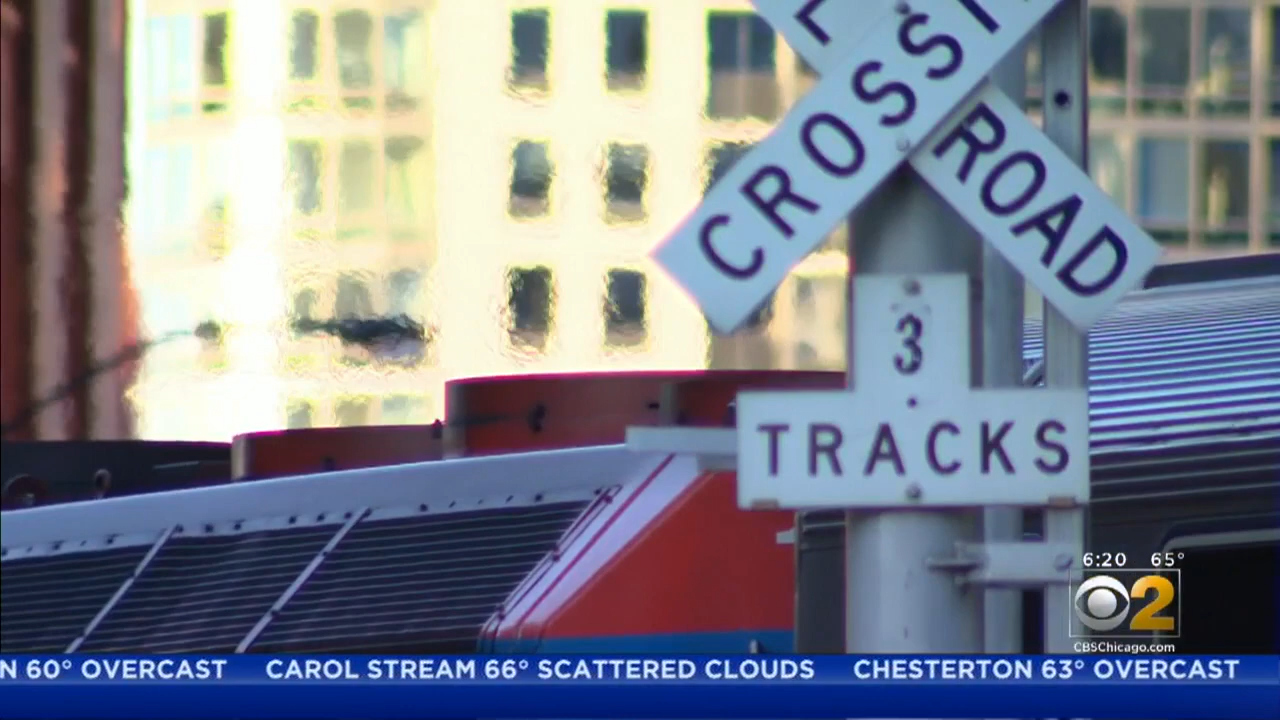 CROSSI
ROAD
3
TRACKS
6:20 65°
2
CBSChicago.com
N 60° OVERCAST CAROL STREAM 66° SCATTERED CLOUDS CHESTERTON 63° OVERCAST